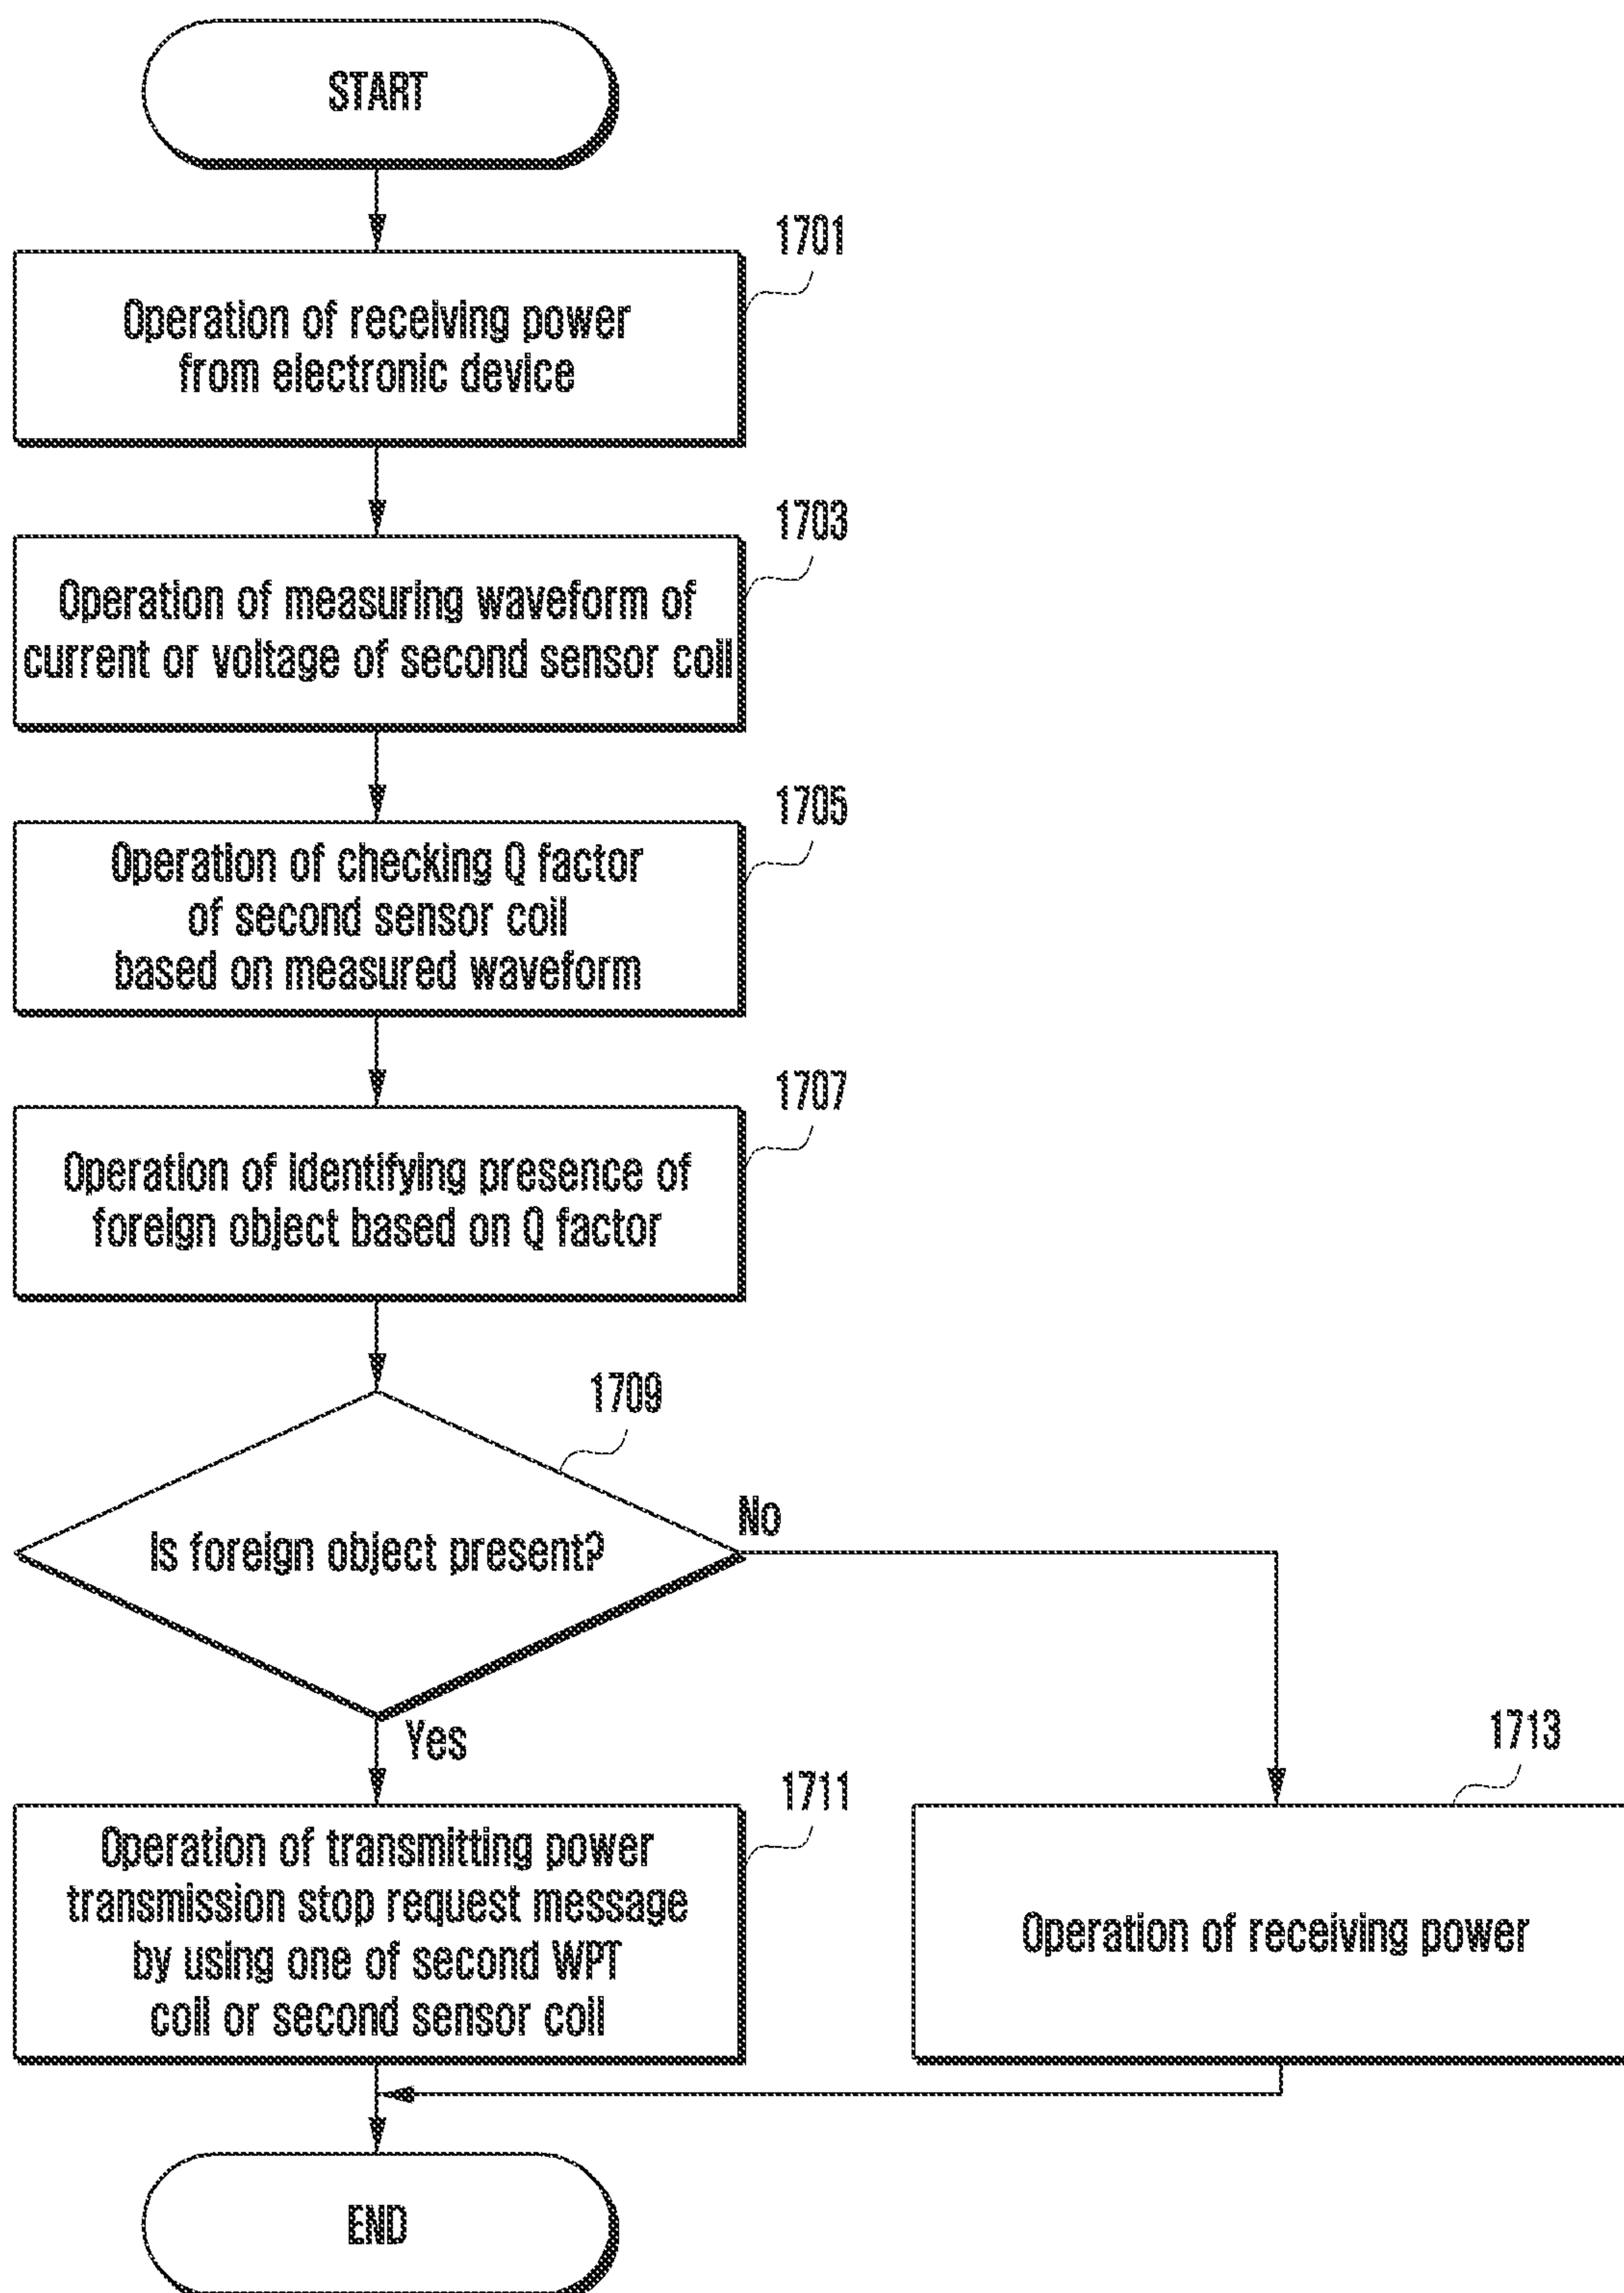 START
1701
Operation of receiving power
from electronic device
1703
Operation of measuring waveform of
current or voltage of second sensor coil
1705
Operation of checking Q factor
of second sensor coil
based on measured waveform
1707
Operation of identifying presence of
foreign object based on Q factor
1709
Is foreign object present?
No
Yes
1711
Operation of transmitting power
transmission stop request message
by using one of second WPT
coil or second sensor coil
1713
Operation of receiving power
END